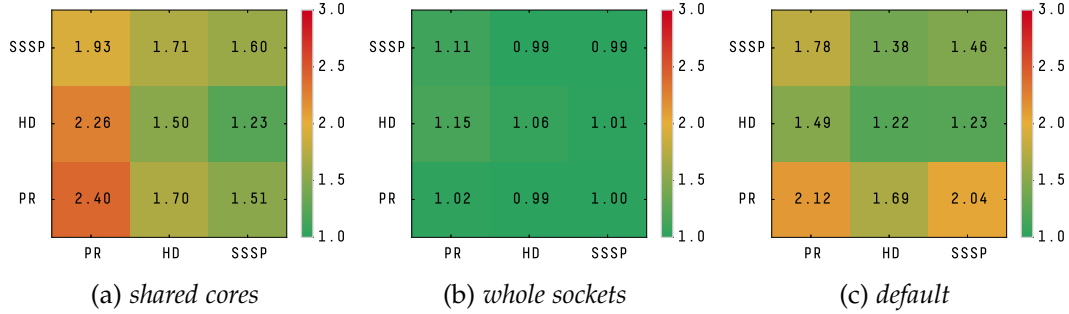 SSSP 1.93 1.71 1.60
HD 2.26 1.50 1.23
PR 2.40 1.70 1.51
PR HD SSSP
3.0
2.5
2.0
1.5
1.0
(a) shared cores
SSSP 1.11 0.99 0.99
HD 1.15 1.06 1.01
PR 1.02 0.99 1.00
PR HD SSSP
3.0
2.5
2.0
1.5
1.0
(b) whole sockets
SSSP 1.78 1.38 1.46
HD 1.49 1.22 1.23
PR 2.12 1.69 2.04
PR HD SSSP
3.0
2.5
2.0
1.5
1.0
(c) default